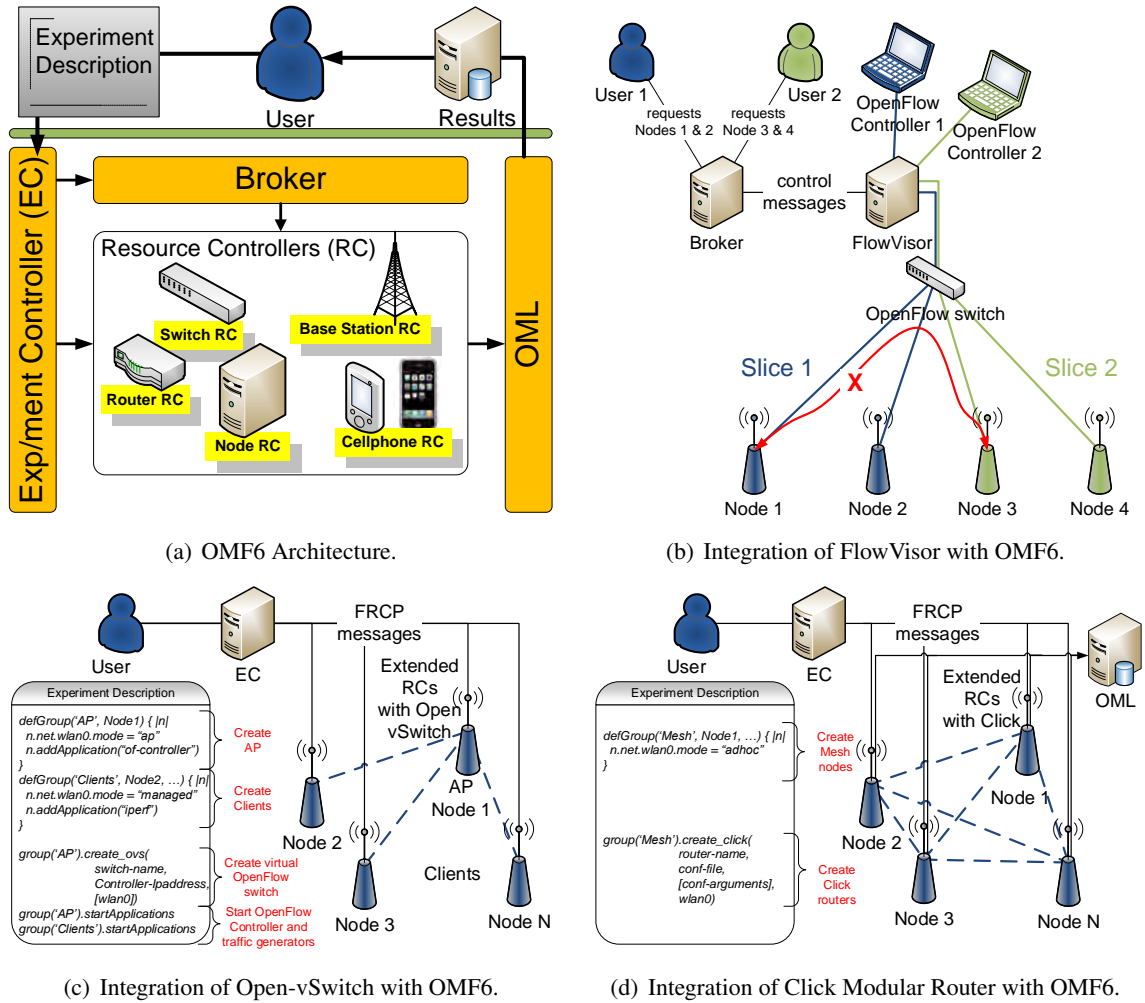 Experiment
Description
User
Results
Exp/ment Controller (EC)
Broker
OML
Resource Controllers (RC)
Switch RC
Base Station RC
Router RC
Node RC
Cellphone RC
(a) OMF6 Architecture.
User 1
User 2
OpenFlow
Controller 1
OpenFlow
Controller 2
requests
Nodes 1 & 2
requests
Node 3 & 4
control
messages
Broker
FlowVisor
OpenFlow switch
Slice 1
X
Slice 2
Node 1
Node 2
Node 3
Node 4
(b) Integration of FlowVisor with OMF6.
User
EC
FRCP
messages
Extended
RCs
with Open
vSwitch
Experiment Description
defGroup(‘AP’, Node1) { |n|
n.net.wlan0.mode = “ap”
n.addApplication(“of-controller”)
}
Create
AP
defGroup(‘Clients’, Node2, …) { |n|
n.net.wlan0.mode = “managed”
n.addApplication(“iperf”)
}
Create
Clients
group(‘AP’).create_ovs(
switch-name,
Controller-Ipaddress,
[wlan0])
Create virtual
OpenFlow
switch
group(‘AP’).startApplications
group(‘Clients’).startApplications
Start OpenFlow
Controller and
traffic generators
AP
Node 1
Node 2
Clients
Node 3
Node N
(c) Integration of Open-vSwitch with OMF6.
User
EC
FRCP
messages
OML
Extended
RCs
with Click
Experiment Description
defGroup(‘Mesh’, Node1, …) { |n|
n.net.wlan0.mode = “adhoc”
}
Create
Mesh
nodes
group(‘Mesh’).create_click(
router-name,
conf-file,
[conf-arguments],
wlan0)
Create
Click
routers
Node 1
Node 2
Node 3
Node N
(d) Integration of Click Modular Router with OMF6.